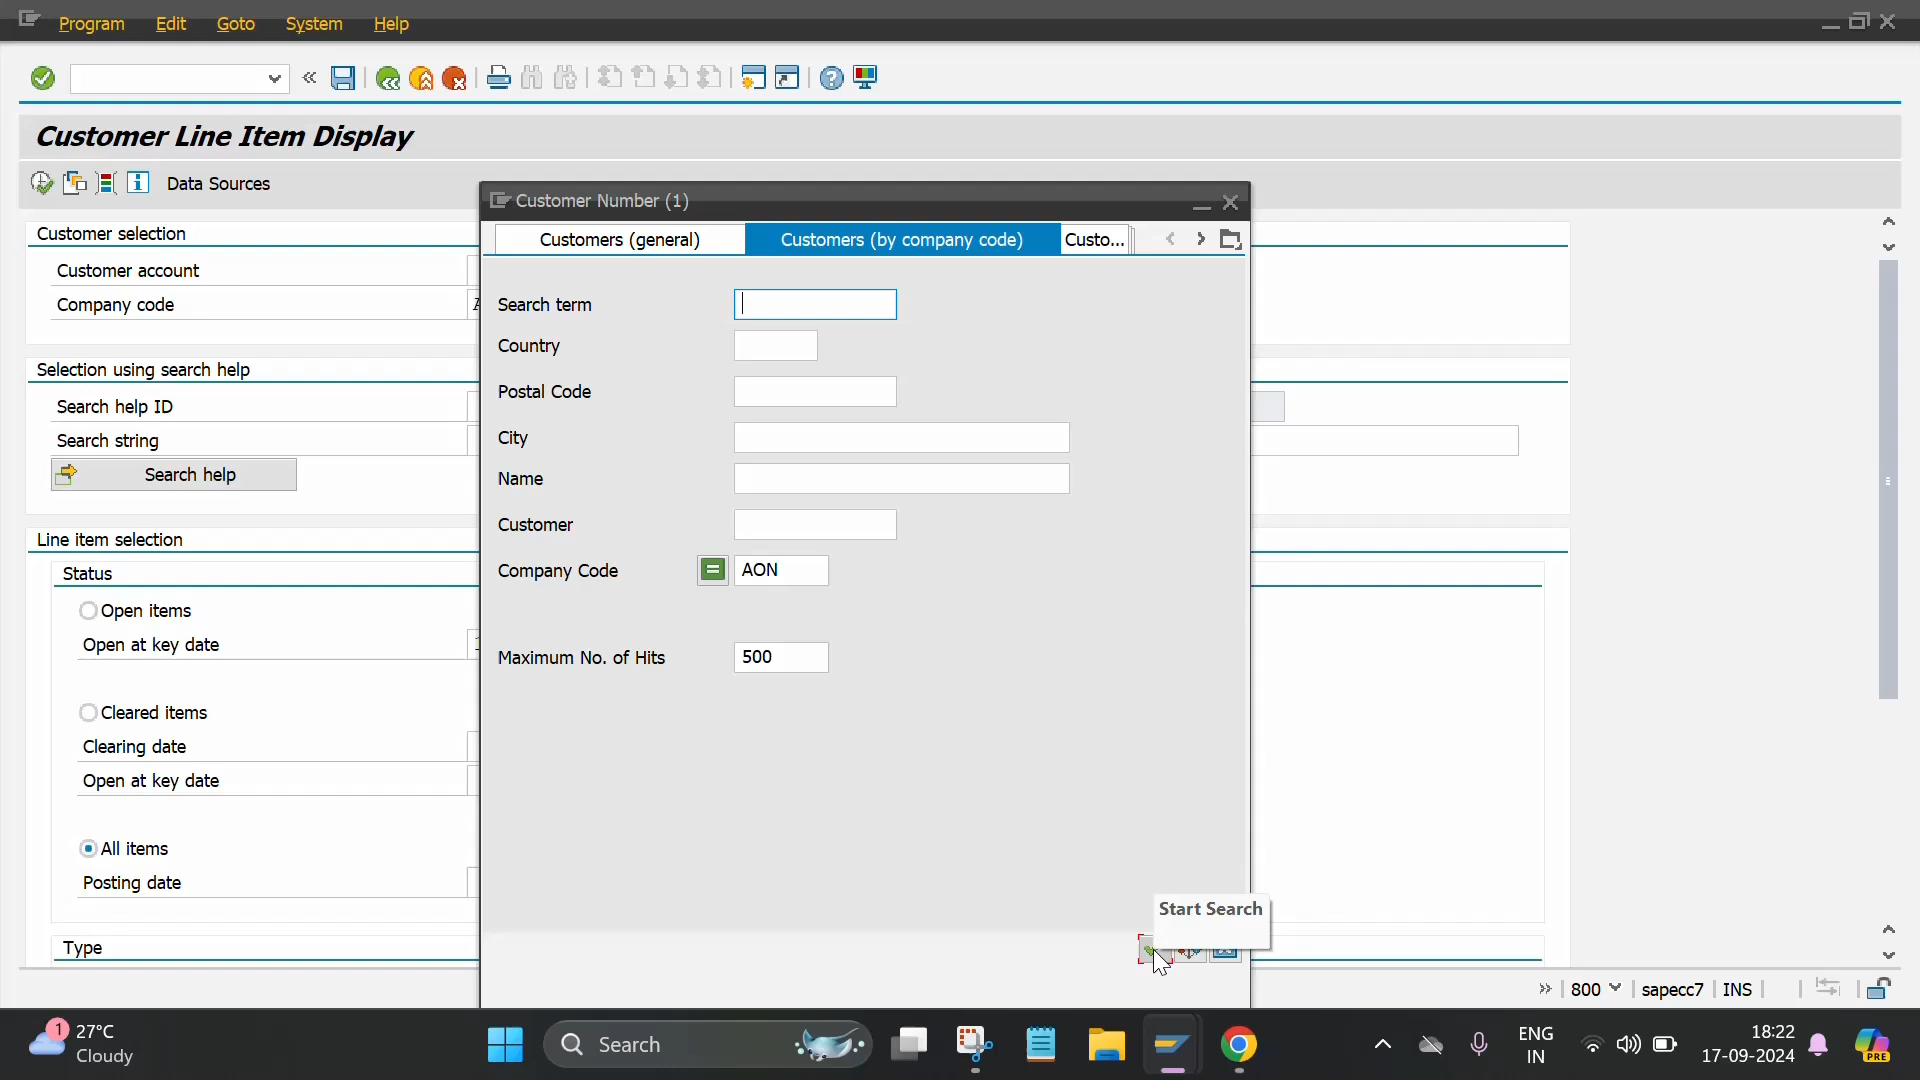 Program Edit Goto System Help
Customer Line Item Display
Data Sources
Customer selection
Customer account
Company code
Selection using search help
Search help ID
Search string
Search help
Line item selection
Status
Open items
Open at key date
Cleared items
Clearing date
Open at key date
All items
Posting date
Type
Customer Number (1)
Customers (general) Customers (by company code) Custo...
Search term
Country
Postal Code
City
Name
Customer
Company Code AON
Maximum No. of Hits 500
Start Search
800 sapecc7 INS
1 27°C
Cloudy
Search
ENG
IN
18:22
17-09-2024
PRE